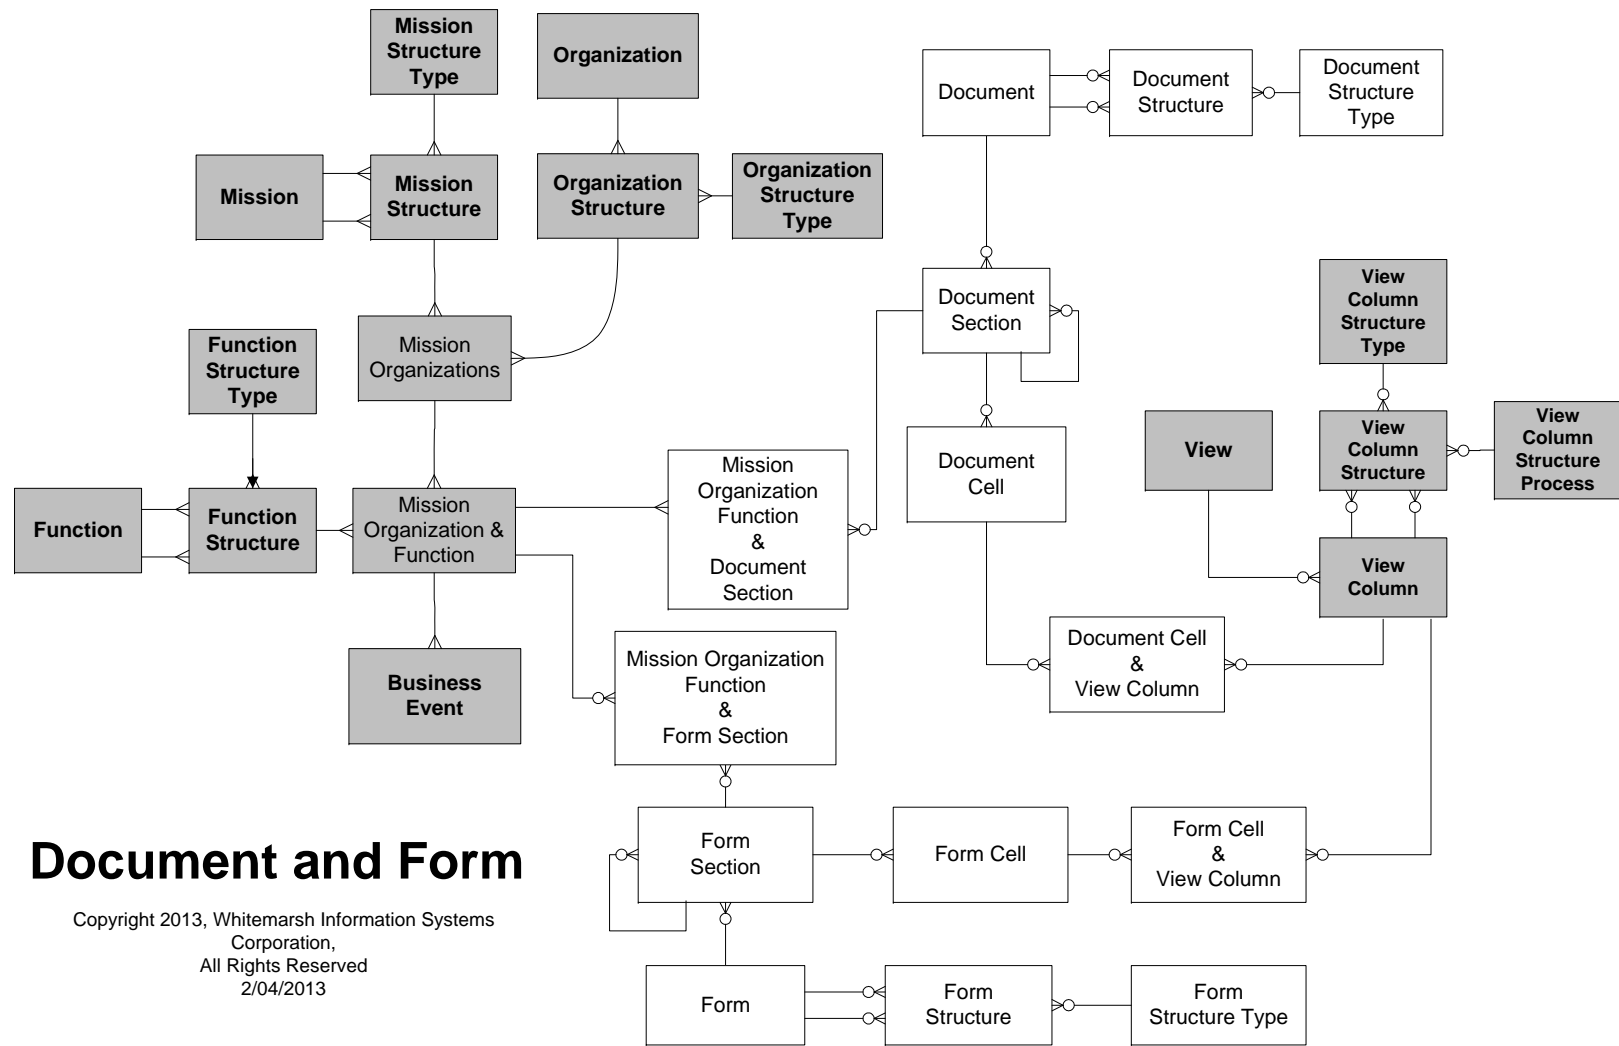 Mission
Structure
Type
Organization
Document
Document
Structure
Document
Structure
Type
Mission
Mission
Structure
Organization
Structure
Organization
Structure
Type
Document
Section
View
Column
Structure
Type
Mission
Organizations
Function
Structure
Type
Document
Cell
View
View
Column
Structure
View
Column
Structure
Process
Function
Function
Structure
Mission
Organization &
Function
Mission
Organization
Function
&
Document
Section
View
Column
Business
Event
Mission Organization
Function
&
Form Section
Document Cell
&
View Column
Form
Section
Form Cell
Form Cell
&
View Column
Document and Form
Copyright 2013, Whitemarsh Information Systems
Corporation,
All Rights Reserved
2/04/2013
Form
Form
Structure
Form
Structure Type